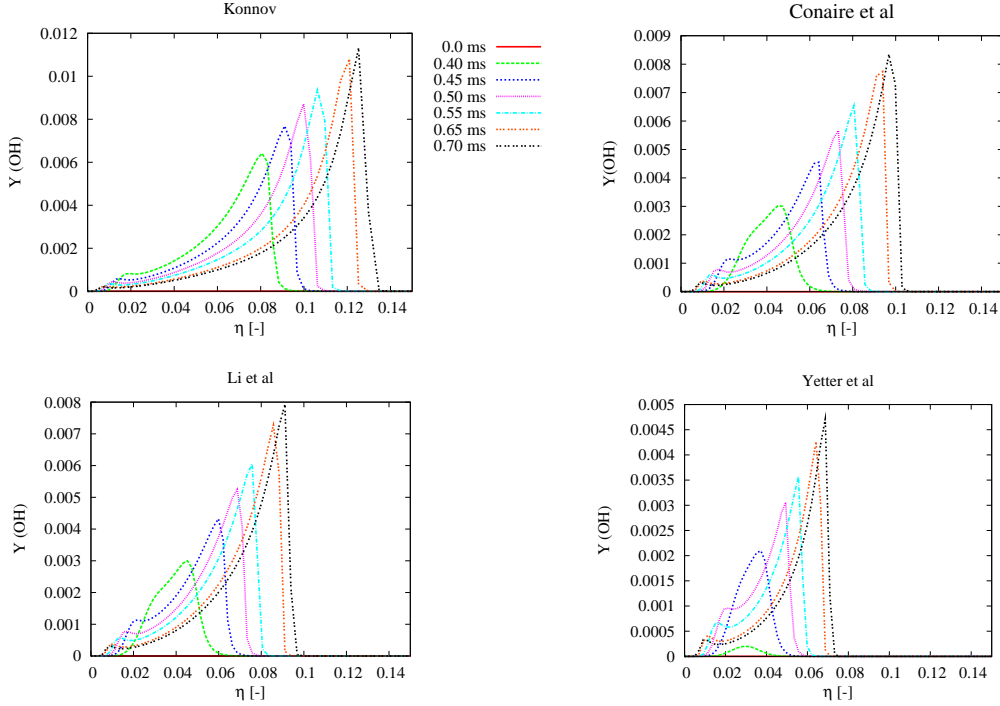 Konnov
0.012
0.01
0.008
0.006
0.004
0.002
0
Y (OH)
0 0.02 0.04 0.06 0.08 0.1 0.12 0.14
η [-]
0.0 ms
0.40 ms
0.45 ms
0.50 ms
0.55 ms
0.65 ms
0.70 ms
Conaire et al
0.009
0.008
0.007
0.006
0.005
0.004
0.003
0.002
0.001
0
Y(OH)
0 0.02 0.04 0.06 0.08 0.1 0.12 0.14
η [-]
Li et al
0.008
0.007
0.006
0.005
0.004
0.003
0.002
0.001
0
Y (OH)
0 0.02 0.04 0.06 0.08 0.1 0.12 0.14
η [-]
Yetter et al
0.005
0.0045
0.004
0.0035
0.003
0.0025
0.002
0.0015
0.001
0.0005
0
Y (OH)
0 0.02 0.04 0.06 0.08 0.1 0.12 0.14
η [-]